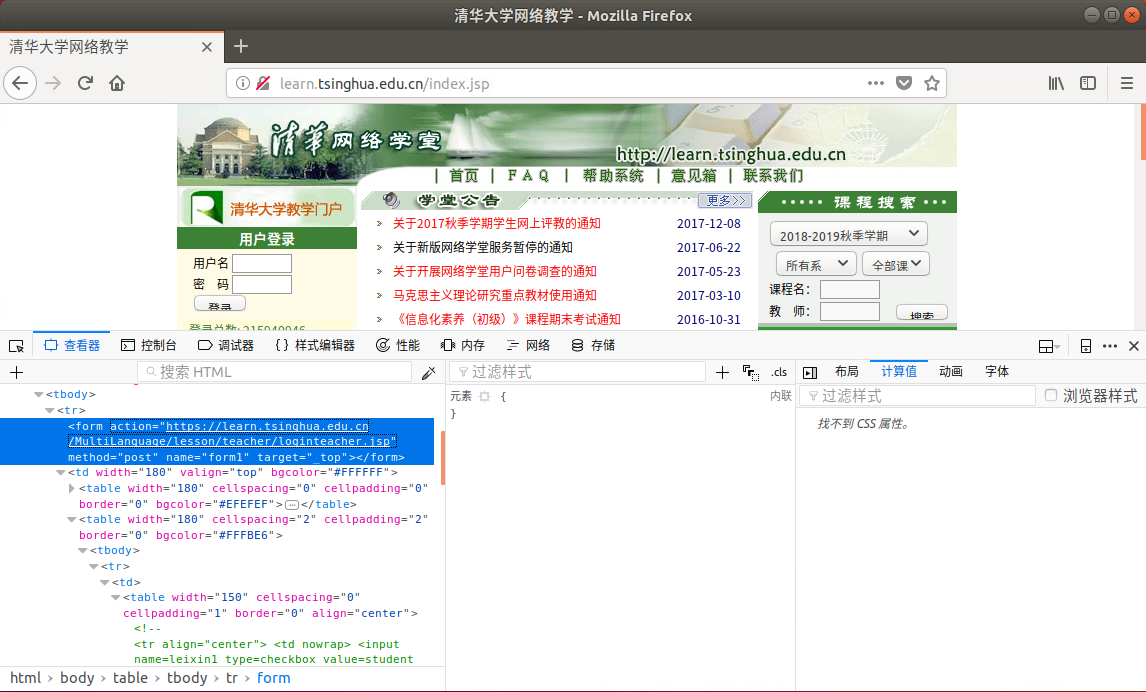 清华大学网络教学 - Mozilla Firefox
清华大学网络教学
learn.tsinghua.edu.cn/index.jsp
清华网络学堂
http://learn.tsinghua.edu.cn
| 首页 | F A Q | 帮助系统 | 意见箱 | 联系我们
清华大学教学门户
用户登录
用户名
密 码
登录
登录总数: 215940946
学堂公告
更多>>
关于2017秋季学期学生网上评教的通知 2017-12-08
关于新版网络学堂服务暂停的通知 2017-06-22
关于开展网络学堂用户问卷调查的通知 2017-05-23
马克思主义理论研究重点教材使用通知 2017-03-10
《信息化素养（初级）》课程期末考试通知 2016-10-31
课程搜索
2018-2019秋季学期
所有系 全部课
课程名:
教 师:
搜索
查看器 控制台 调试器 {} 样式编辑器 性能 内存 网络 存储
搜索 HTML
<tbody>
<tr>
<form action="https://learn.tsinghua.edu.cn
/MultiLanguage/lesson/teacher/loginteacher.jsp"
method="post" name="form1" target="_top"></form>
<td width="180" valign="top" bgcolor="#FFFFFF">
<table width="180" cellspacing="0" cellpadding="0"
border="0" bgcolor="#EFEFEF">…</table>
<table width="180" cellspacing="2" cellpadding="2"
border="0" bgcolor="#FFFBE6">
<tbody>
<tr>
<td>
<table width="150" cellspacing="0"
cellpadding="1" border="0" align="center">
<!--
<tr align="center"> <td nowrap> <input
name=leixin1 type=checkbox value=student
html › body › table › tbody › tr › form
过滤样式
.cls
元素 { 内联
}
布局 计算值 动画 字体
过滤样式
浏览器样式
找不到 CSS 属性。